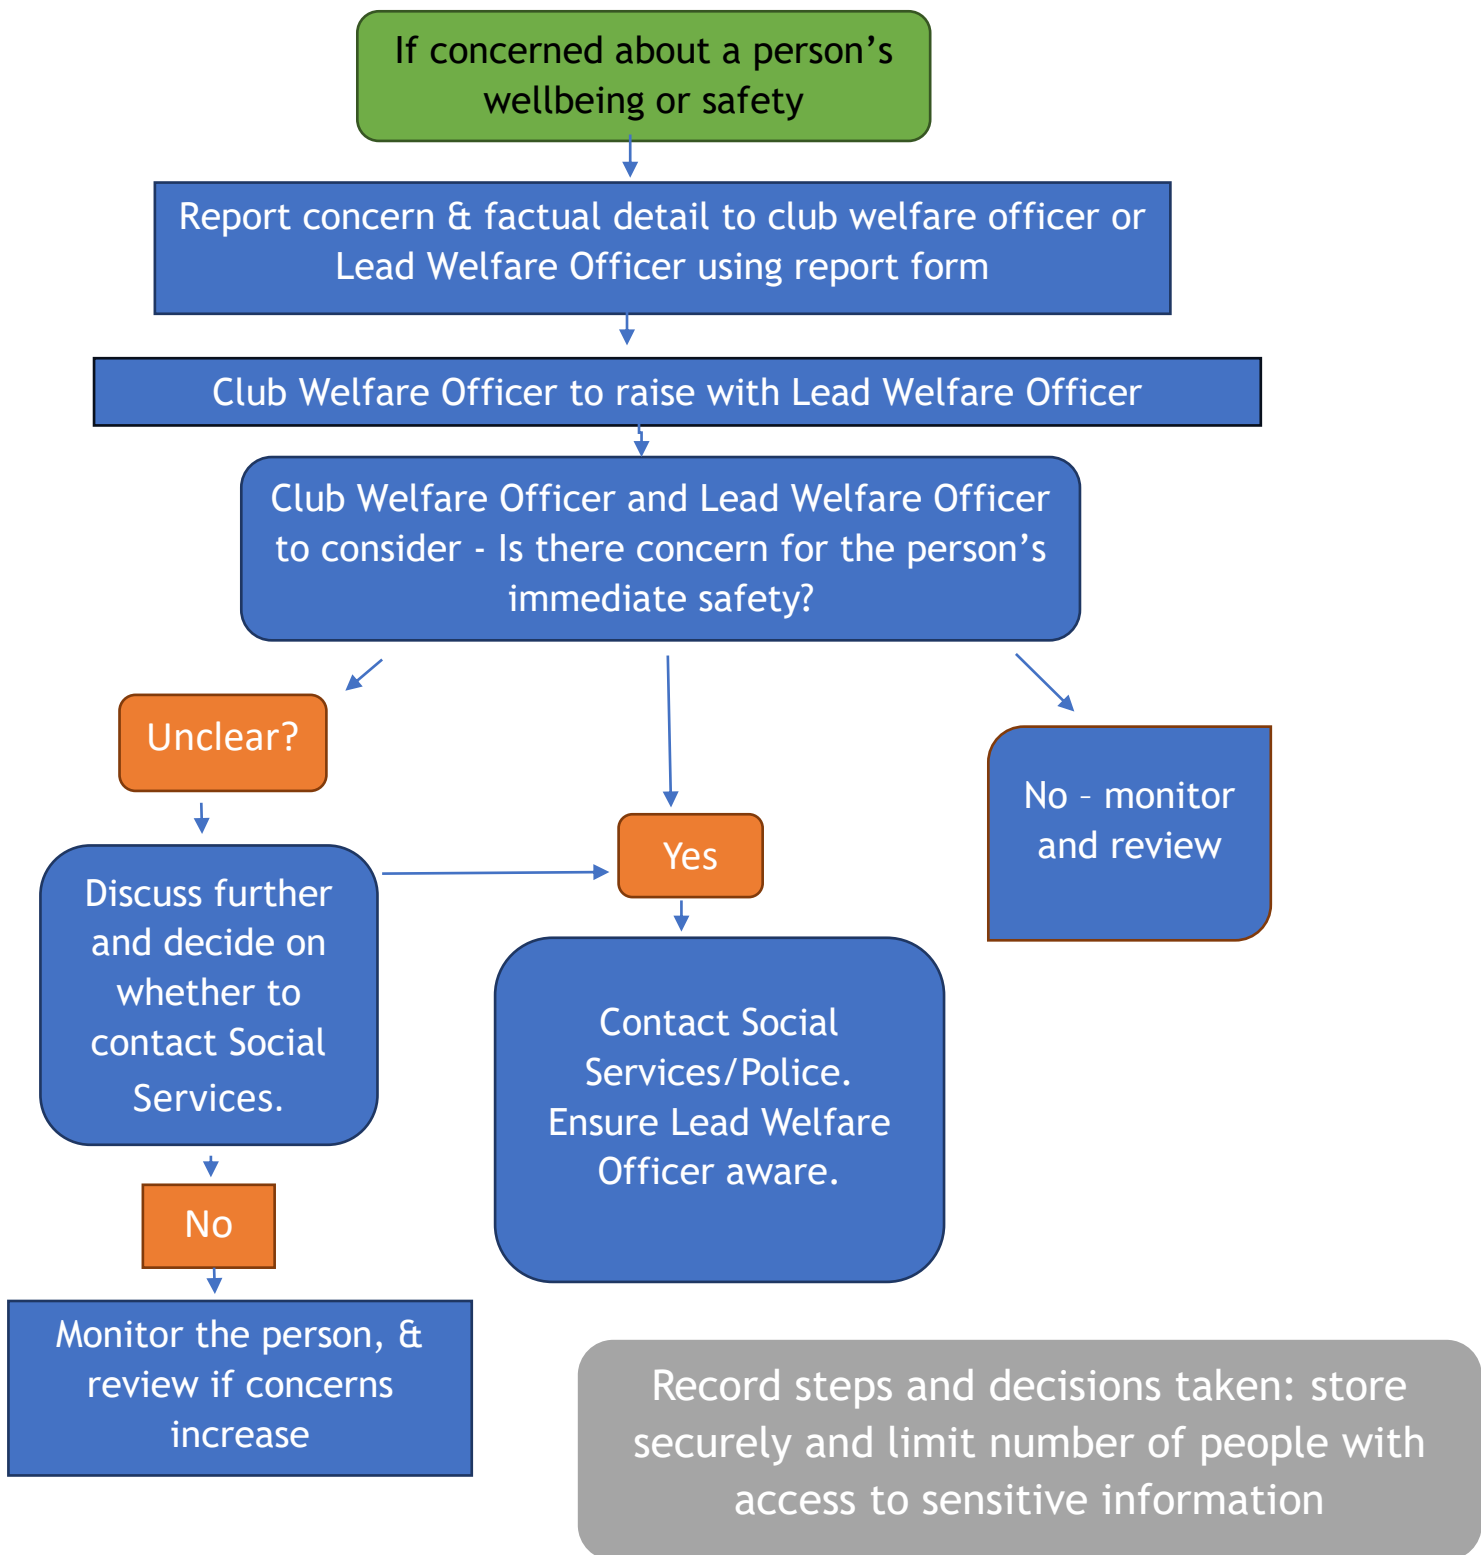 If concerned about a person’s
wellbeing or safety
Report concern & factual detail to club welfare officer or
Lead Welfare Officer using report form
Club Welfare Officer to raise with Lead Welfare Officer
Club Welfare Officer and Lead Welfare Officer
to consider - Is there concern for the person’s
immediate safety?
Unclear?
Yes
No – monitor
and review
Discuss further
and decide on
whether to
contact Social
Services.
Contact Social
Services/Police.
Ensure Lead Welfare
Officer aware.
No
Monitor the person, &
review if concerns
increase
Record steps and decisions taken: store
securely and limit number of people with
access to sensitive information